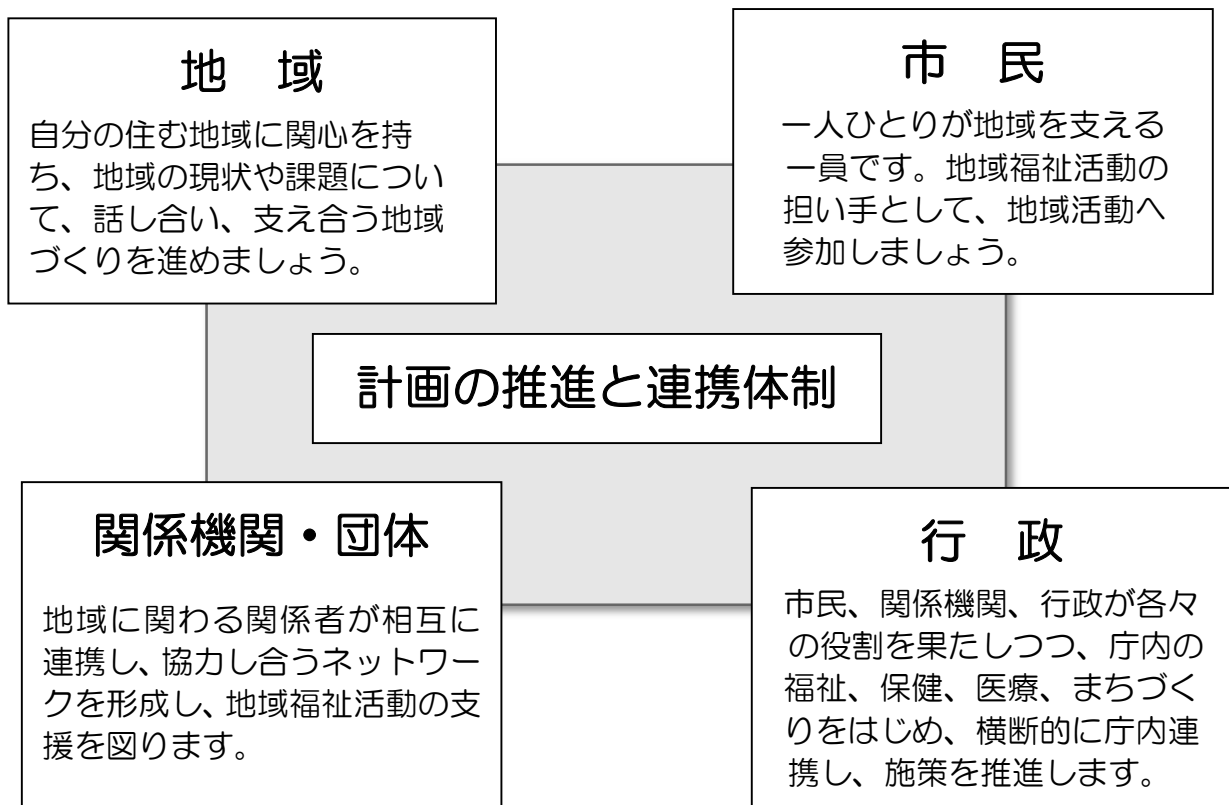 地　域
自分の住む地域に関心を持
ち、地域の現状や課題につい
て、話し合い、支え合う地域
づくりを進めましょう。
市　民
一人ひとりが地域を支える
一員です。地域福祉活動の
担い手として、地域活動へ
参加しましょう。
計画の推進と連携体制
関係機関・団体
地域に関わる関係者が相互に
連携し、協力し合うネットワー
クを形成し、地域福祉活動の支
援を図ります。
行　政
市民、関係機関、行政が各々
の役割を果たしつつ、庁内の
福祉、保健、医療、まちづく
りをはじめ、横断的に庁内連
携し、施策を推進します。